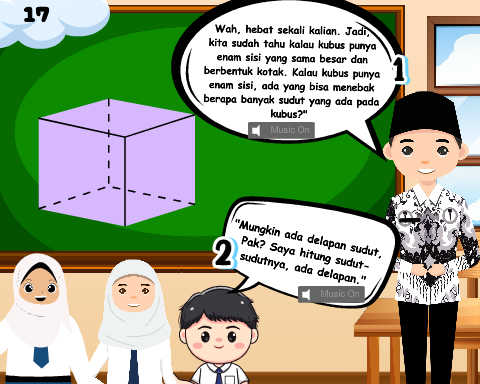 17
Wah, hebat sekali kalian. Jadi,
kita sudah tahu kalau kubus punya
enam sisi yang sama besar dan
berbentuk kotak. Kalau kubus punya
enam sisi, ada yang bisa menebak
berapa banyak sudut yang ada pada
kubus?"
Music On
1
"Mungkin ada delapan sudut,
Pak? Saya hitung sudut-
sudutnya, ada delapan."
Music On
2